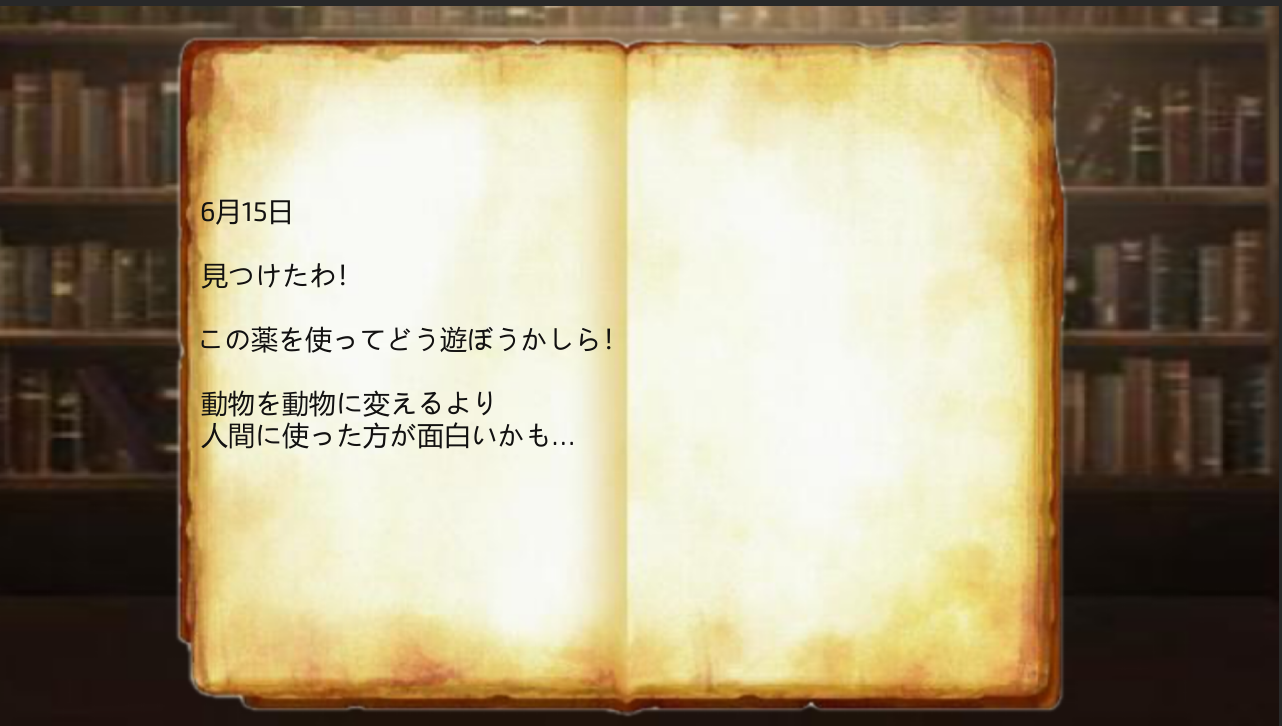 6月15日
見つけたわ！
この薬を使ってどう遊ぼうかしら！
動物を動物に変えるより
人間に使った方が面白いかも…